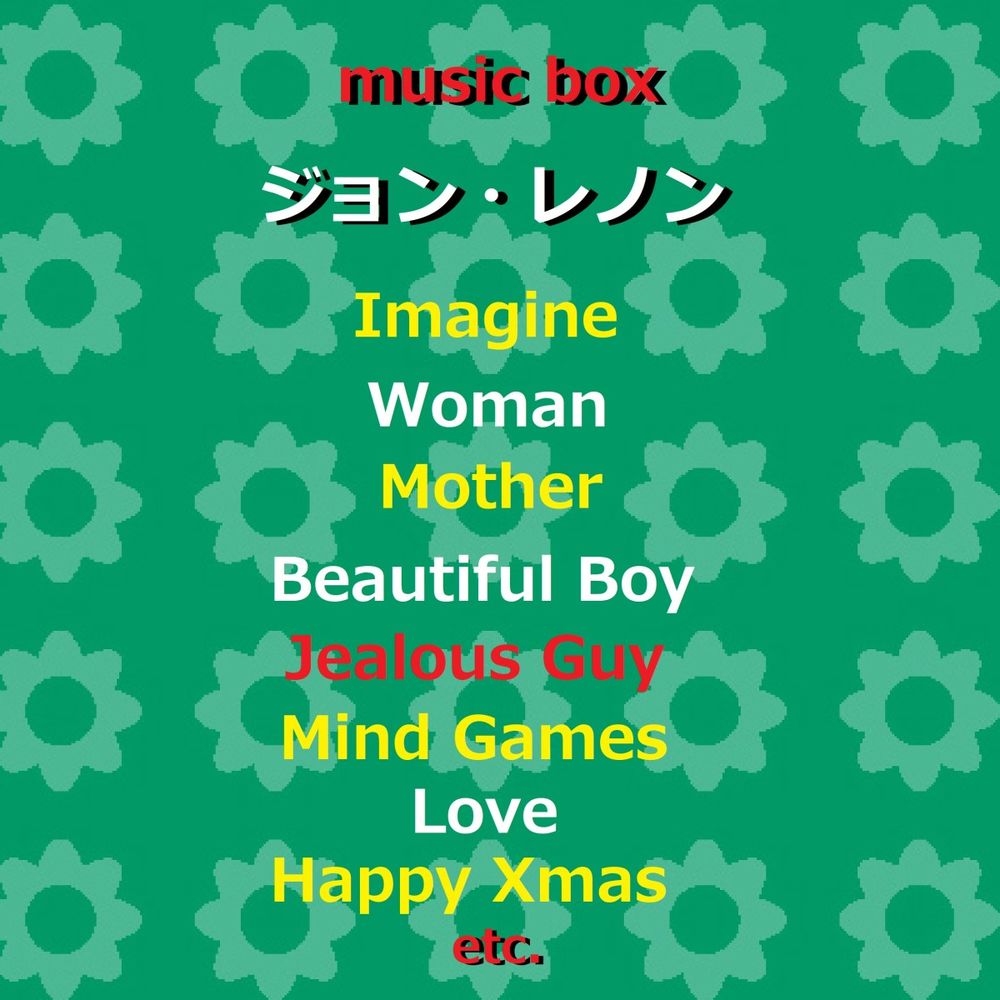 music box
ジョン・レノン
Imagine
Woman
Mother
Beautiful Boy
Jealous Guy
Mind Games
Love
Happy Xmas
etc.